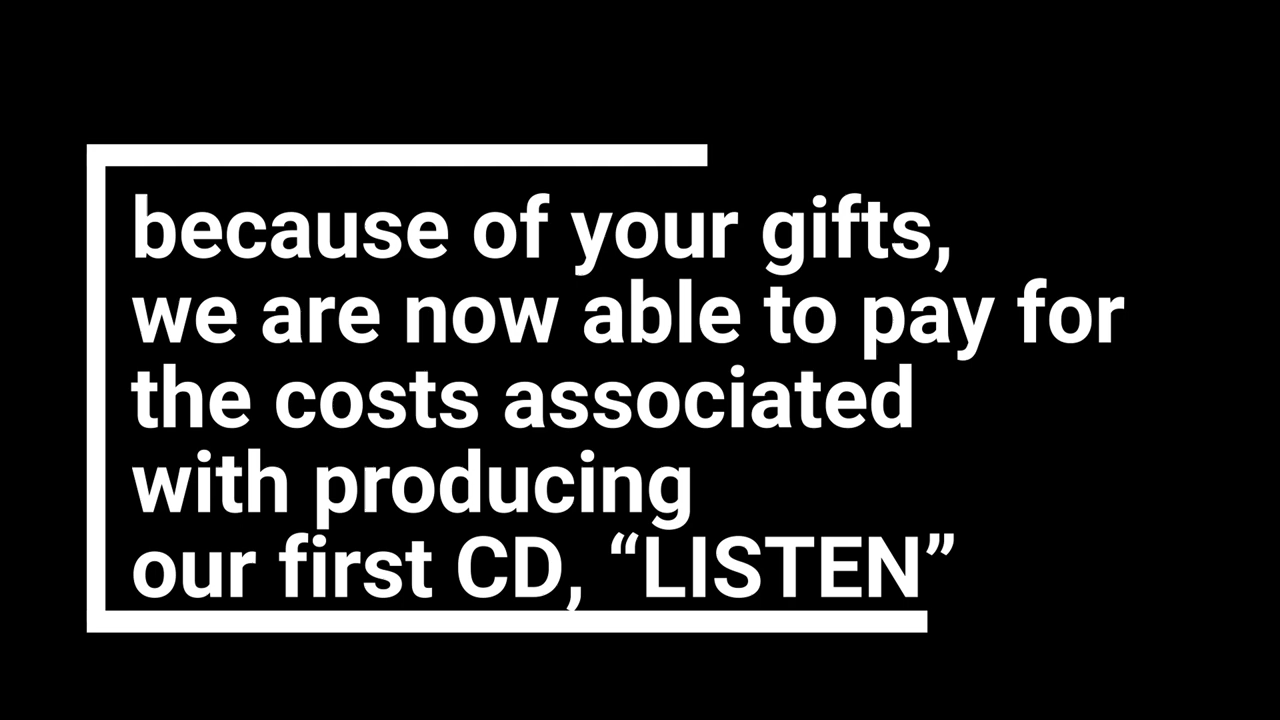 because of your gifts,
we are now able to pay for
the costs associated
with producing
our first CD, “LISTEN”